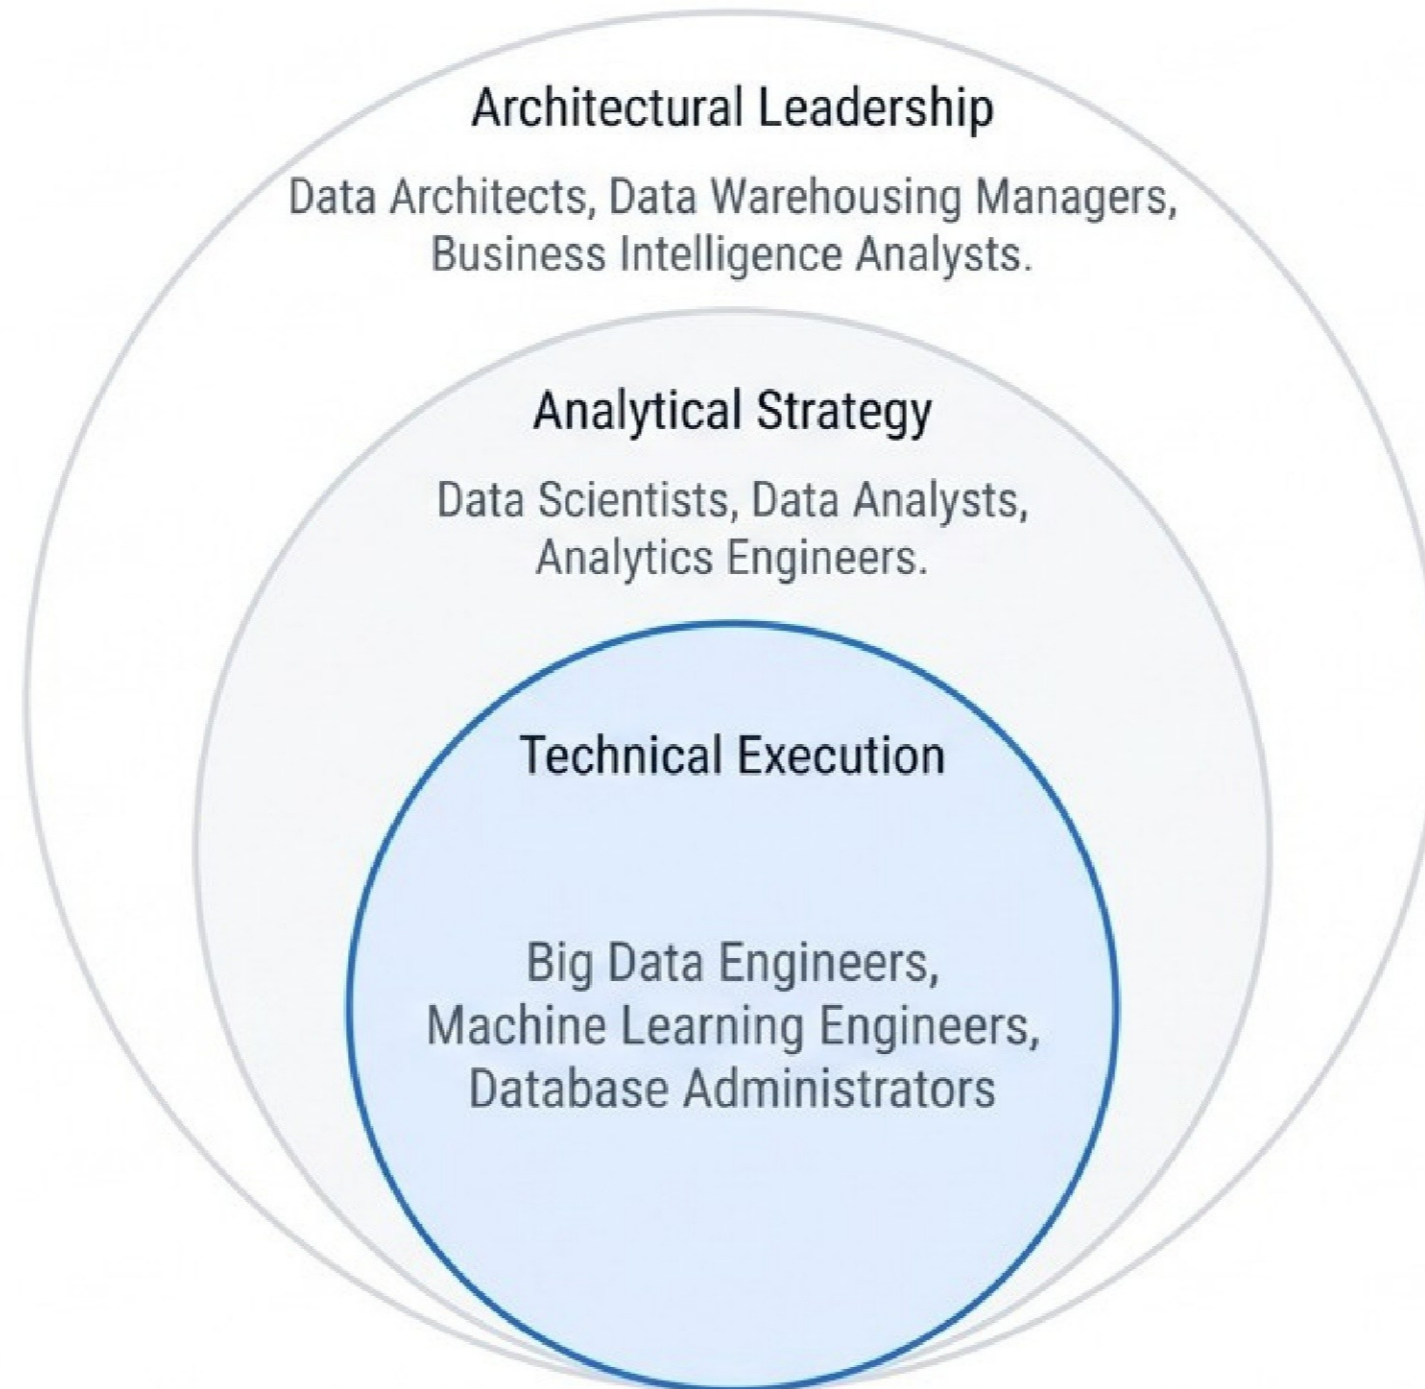 Architectural Leadership
Data Architects, Data Warehousing Managers,
Business Intelligence Analysts.
Analytical Strategy
Data Scientists, Data Analysts,
Analytics Engineers.
Technical Execution
Big Data Engineers,
Machine Learning Engineers,
Database Administrators